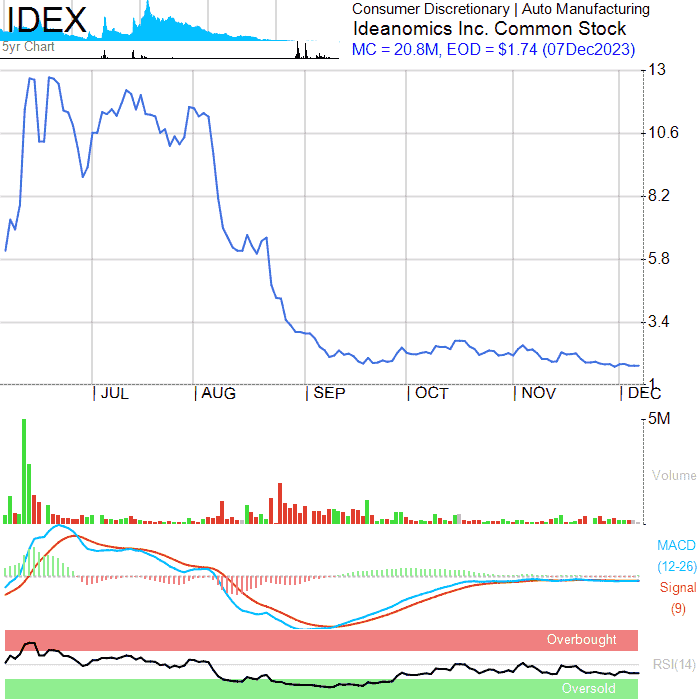 IDEX
5yr Chart
Consumer Discretionary | Auto Manufacturing
Ideanomics Inc. Common Stock
MC = 20.8M, EOD = $1.74 (07Dec2023)
13
10.6
8.2
5.8
3.4
1
JUL
AUG
SEP
OCT
NOV
DEC
5M
Volume
MACD
(12-26)
Signal
(9)
Overbought
RSI(14)
Oversold